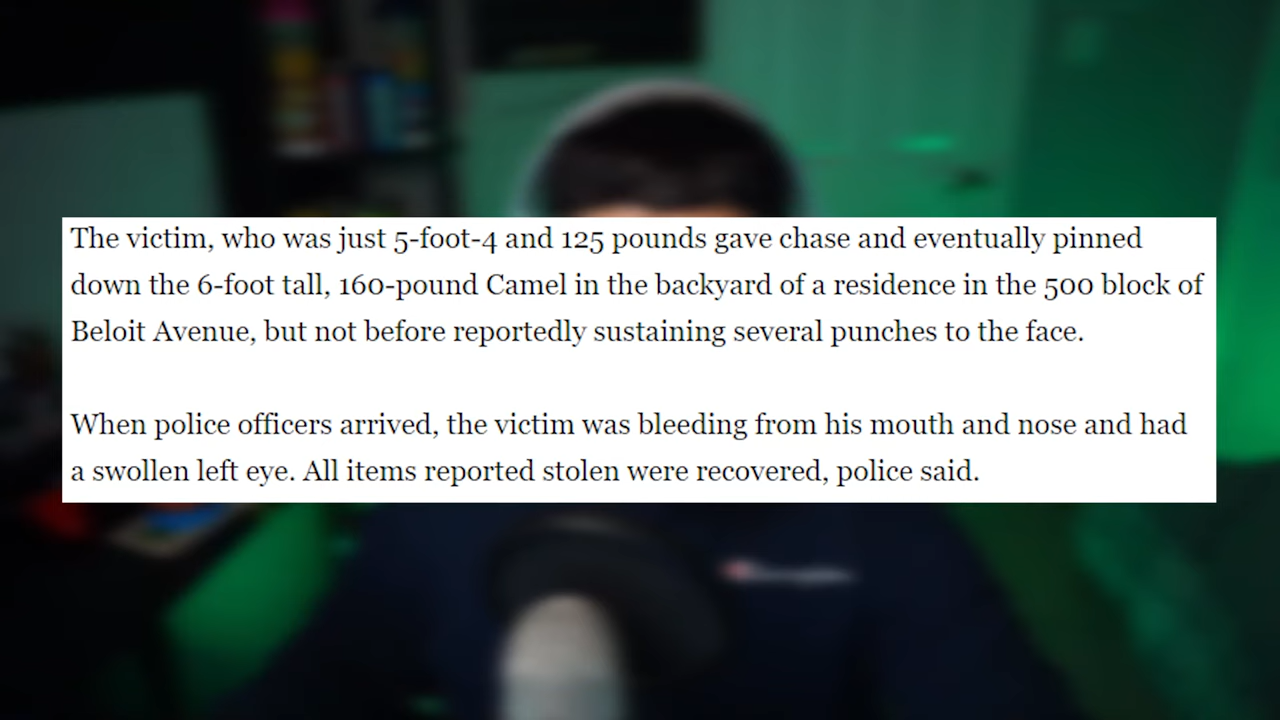 The victim, who was just 5-foot-4 and 125 pounds gave chase and eventually pinned
down the 6-foot tall, 160-pound Camel in the backyard of a residence in the 500 block of
Beloit Avenue, but not before reportedly sustaining several punches to the face.
When police officers arrived, the victim was bleeding from his mouth and nose and had
a swollen left eye. All items reported stolen were recovered, police said.